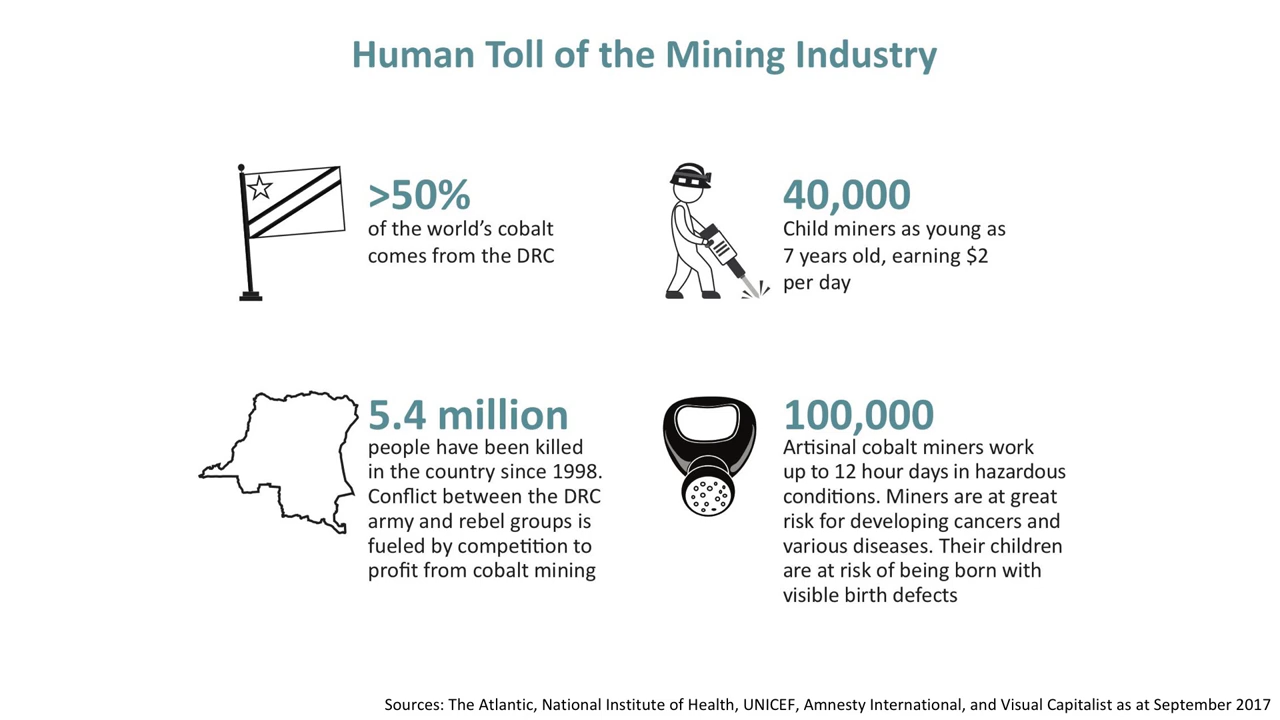 Human Toll of the Mining Industry
>50%
of the world's cobalt
comes from the DRC
40,000
Child miners as young as
7 years old, earning $2
per day
5.4 million
people have been killed
in the country since 1998.
Conflict between the DRC
army and rebel groups is
fueled by competition to
profit from cobalt mining
100,000
Artisinal cobalt miners work
up to 12 hour days in hazardous
conditions. Miners are at great
risk for developing cancers and
various diseases. Their children
are at risk of being born with
visible birth defects
Sources: The Atlantic, National Institute of Health, UNICEF, Amnesty International, and Visual Capitalist as at September 2017